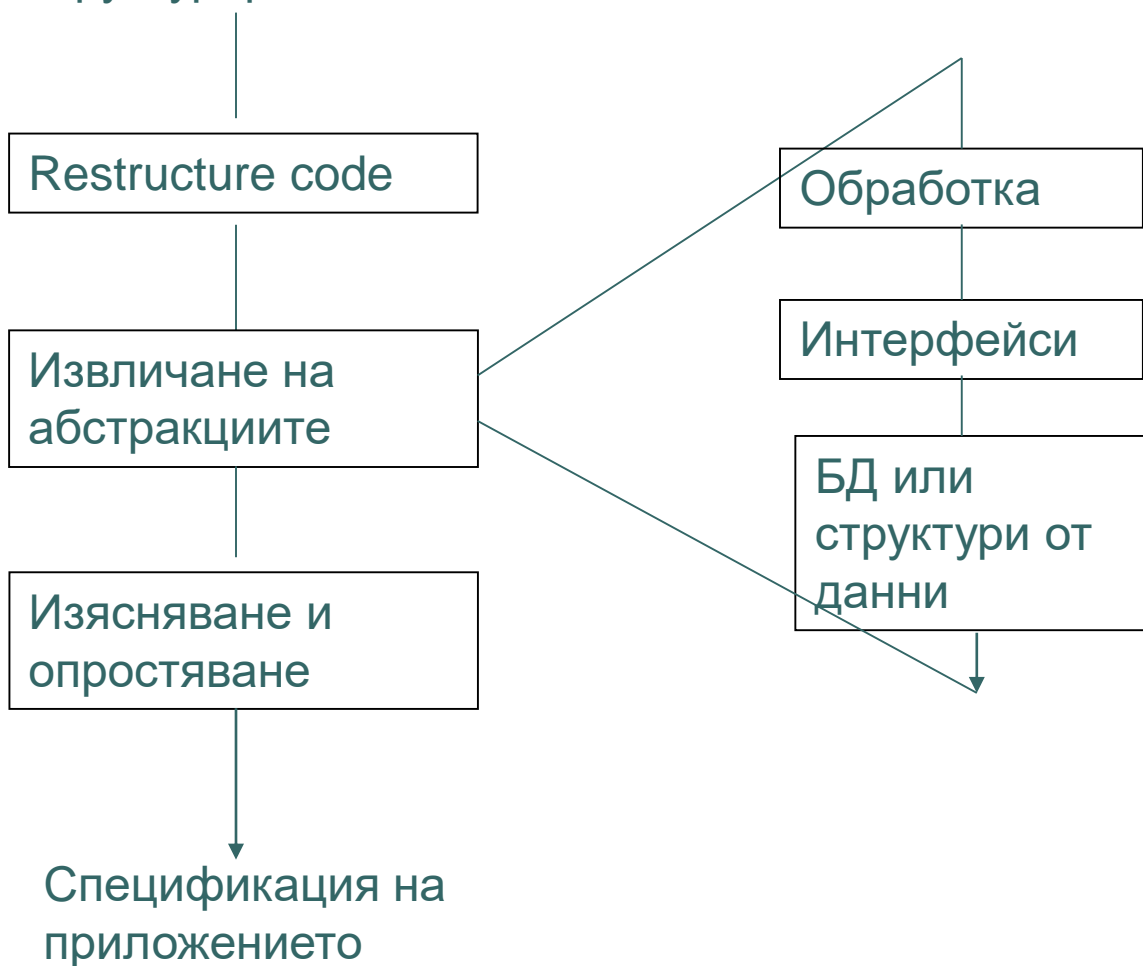 Restructure code
Извличане на
абстракциите
Изясняване и
опростяване
Спецификация на
приложението
Обработка
Интерфейси
БД или
структури от
данни